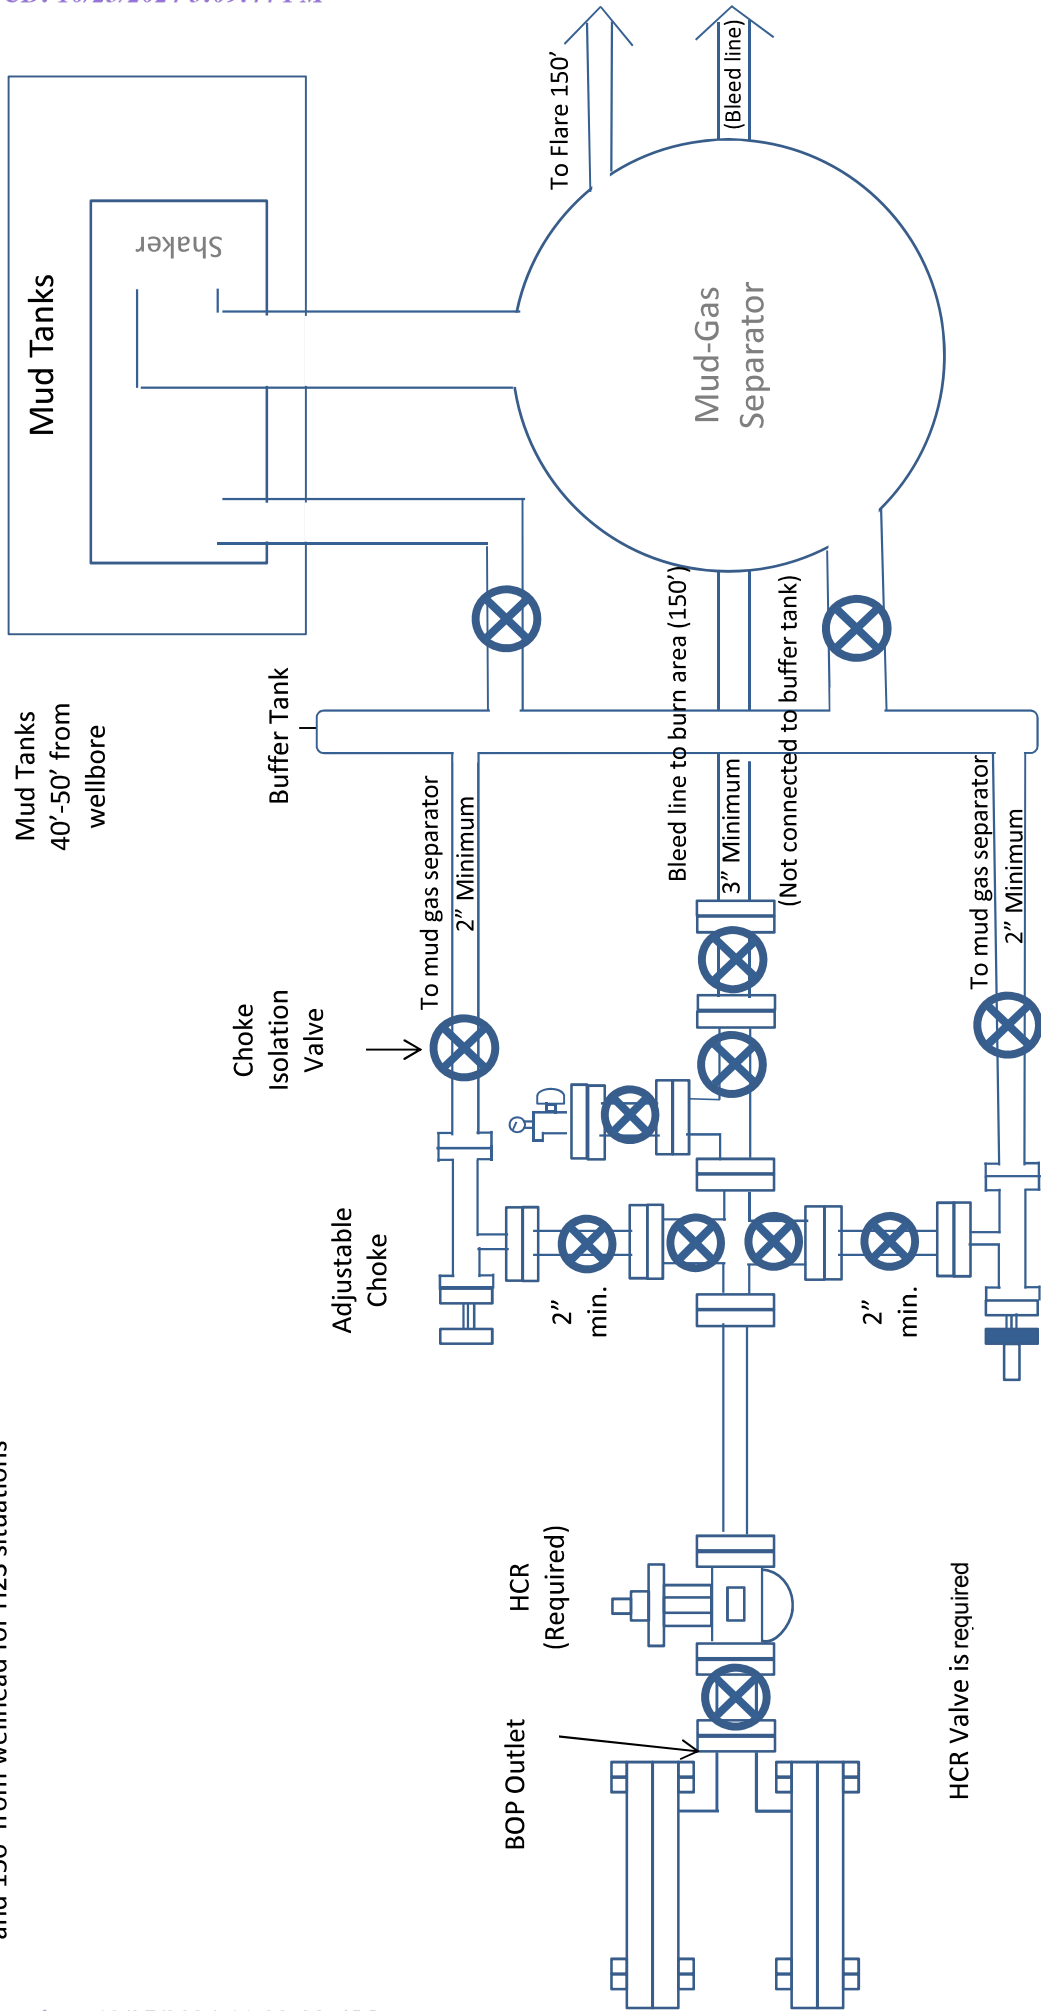 Mud Tanks
Shaker
To Flare 150’
(Bleed line)
Mud-Gas
Separator
Mud Tanks
40’-50’ from
wellbore
Buffer Tank
To mud gas separator
2” Minimum
Bleed line to burn area (150’)
3” Minimum
(Not connected to buffer tank)
To mud gas separator
2” Minimum
Choke
Isolation
Valve
Adjustable
Choke
2”
min.
2”
min.
HCR
(Required)
BOP Outlet
HCR Valve is required